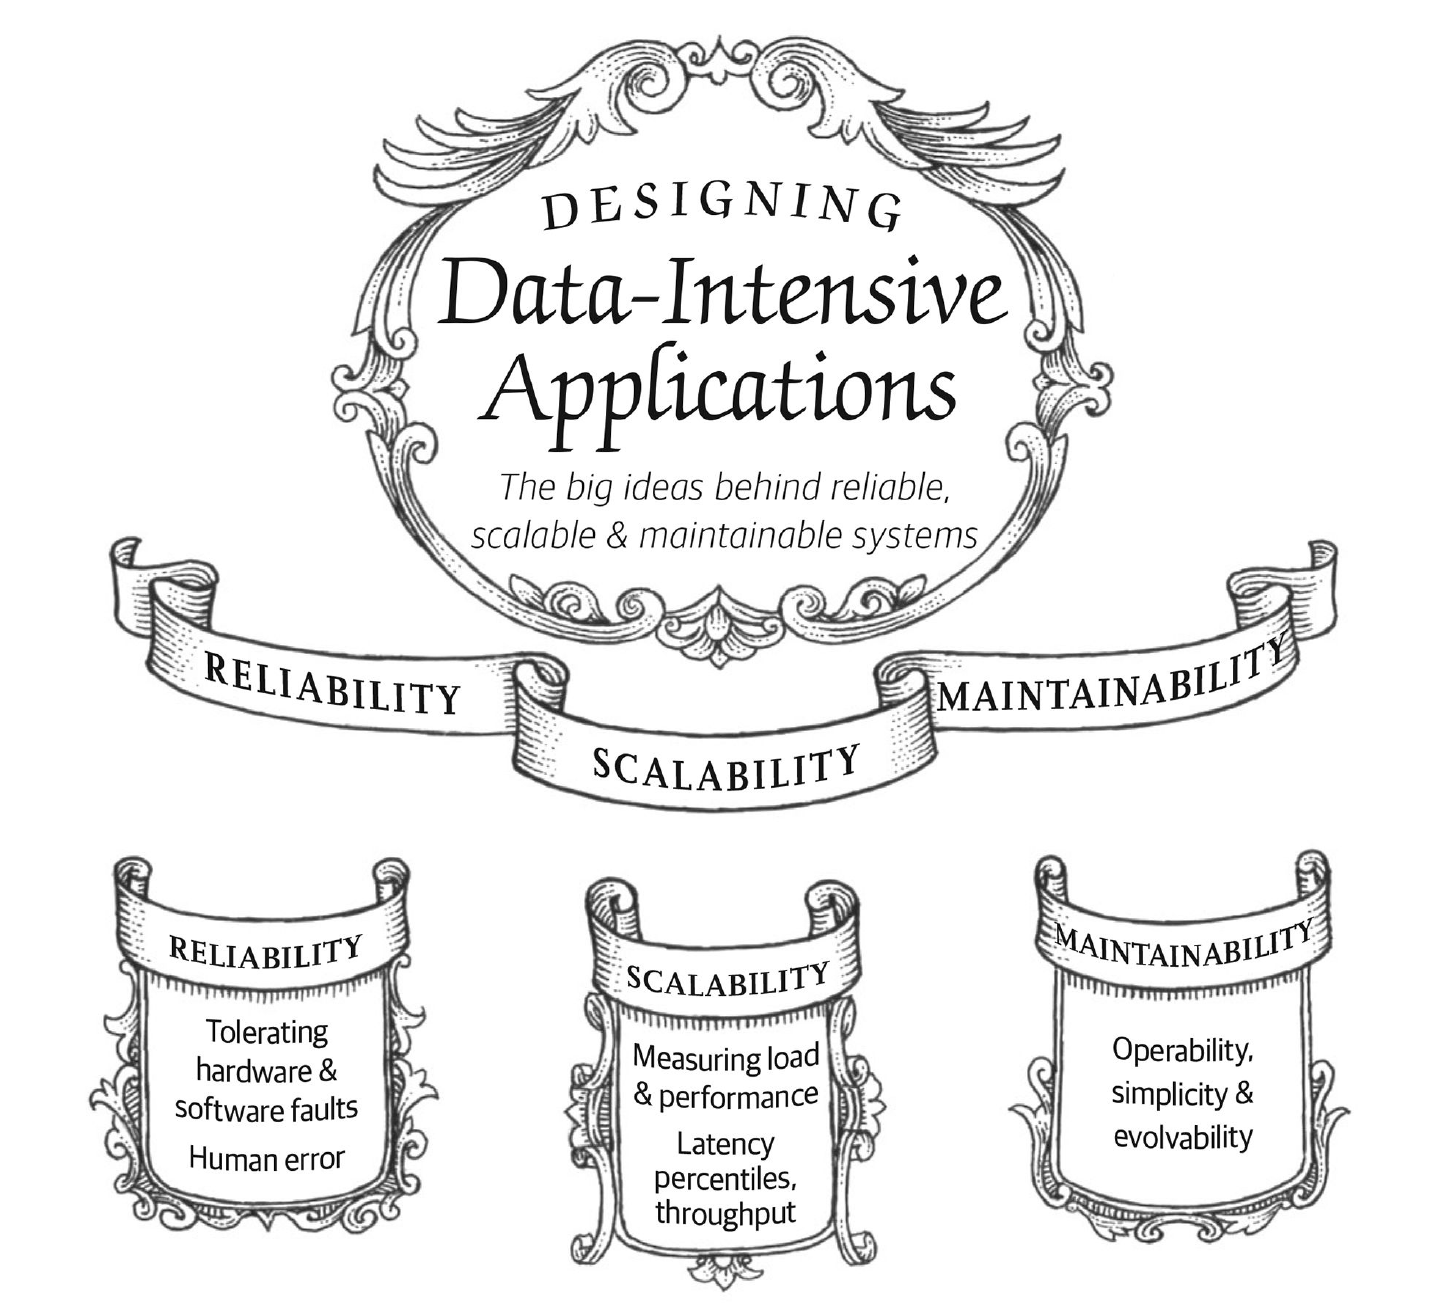 DESIGNING
Data-Intensive
Applications
The big ideas behind reliable,
scalable & maintainable systems
RELIABILITY
SCALABILITY
MAINTAINABILITY
RELIABILITY
Tolerating
hardware &
software faults
Human error
SCALABILITY
Measuring load
& performance
Latency
percentiles,
throughput
MAINTAINABILITY
Operability,
simplicity &
evolvability